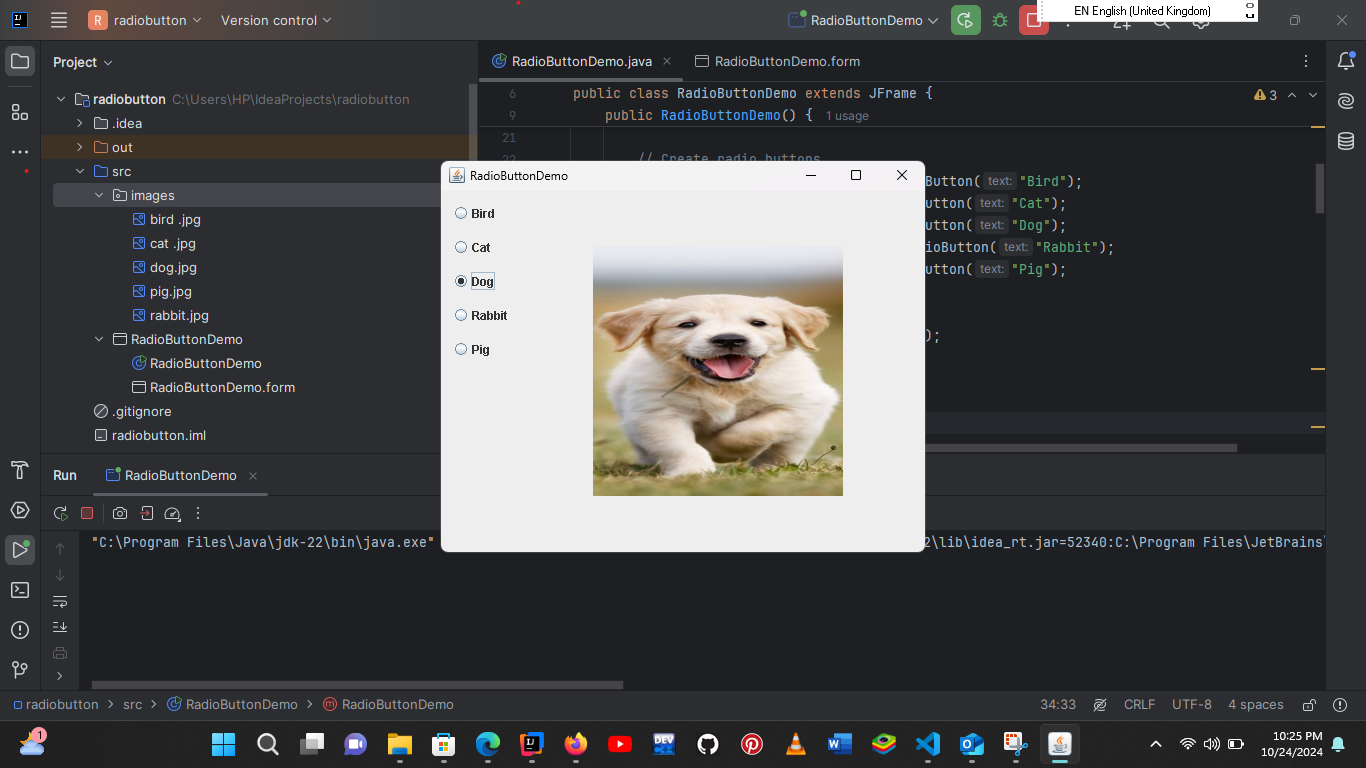 R radiobutton Version control RadioButtonDemo
EN English (United Kingdom)
Project
RadioButtonDemo.java RadioButtonDemo.form
radiobutton C:\Users\HP\IdeaProjects\radiobutton
.idea
out
src
images
bird .jpg
cat .jpg
dog.jpg
pig.jpg
rabbit.jpg
RadioButtonDemo
RadioButtonDemo
RadioButtonDemo.form
.gitignore
radiobutton.iml
6 public class RadioButtonDemo extends JFrame {
3
9 public RadioButtonDemo() { 1 usage
21
22 // Create radio buttons
Button( text: "Bird");
utton( text: "Cat");
utton( text: "Dog");
ioButton( text: "Rabbit");
utton( text: "Pig");
);
RadioButtonDemo
Bird
Cat
Dog
Rabbit
Pig
Run RadioButtonDemo
"C:\Program Files\Java\jdk-22\bin\java.exe" 2\lib\idea_rt.jar=52340:C:\Program Files\JetBrains\
radiobutton src RadioButtonDemo RadioButtonDemo
34:33 CRLF UTF-8 4 spaces
1
DEV
10:25 PM
10/24/2024